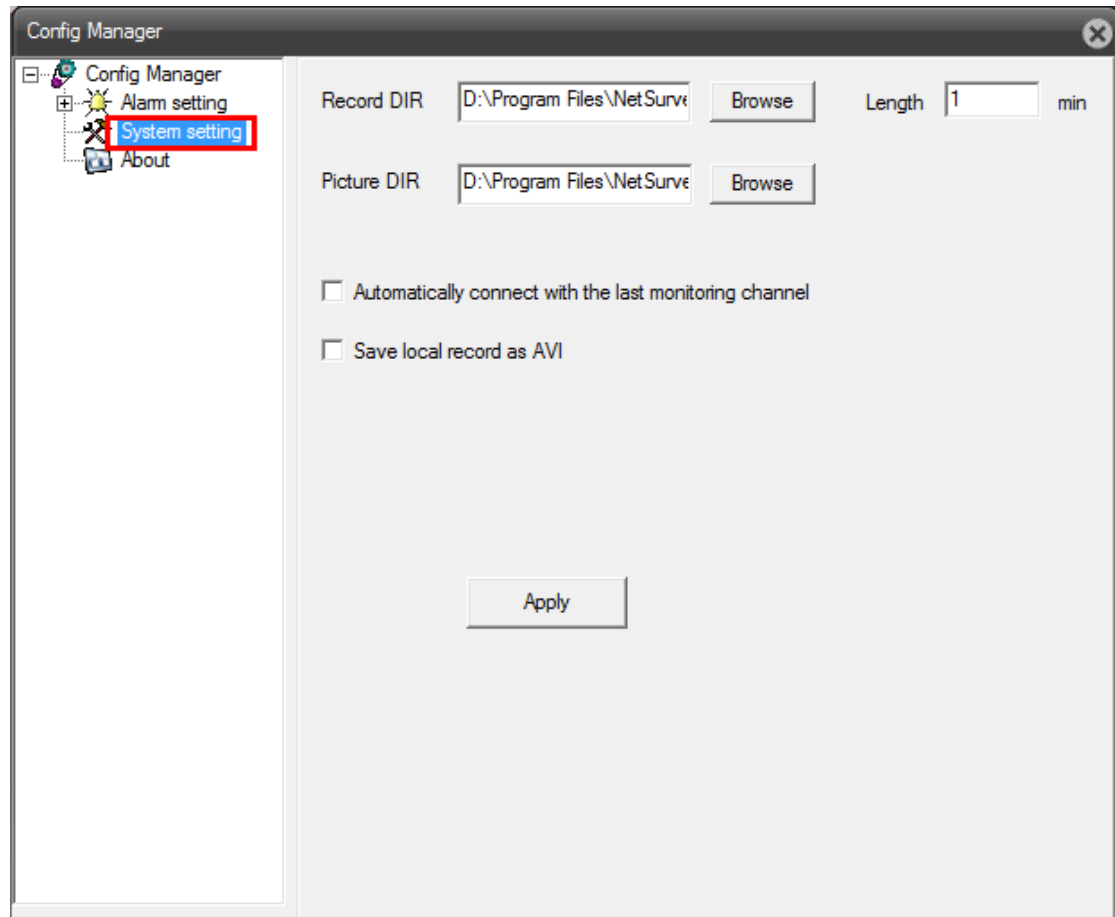 Config Manager
Config Manager
Alarm setting
System setting
About
Record DIR D:\Program Files\NetSurve Browse Length 1 min
Picture DIR D:\Program Files\NetSurve Browse
Automatically connect with the last monitoring channel
Save local record as AVI
Apply